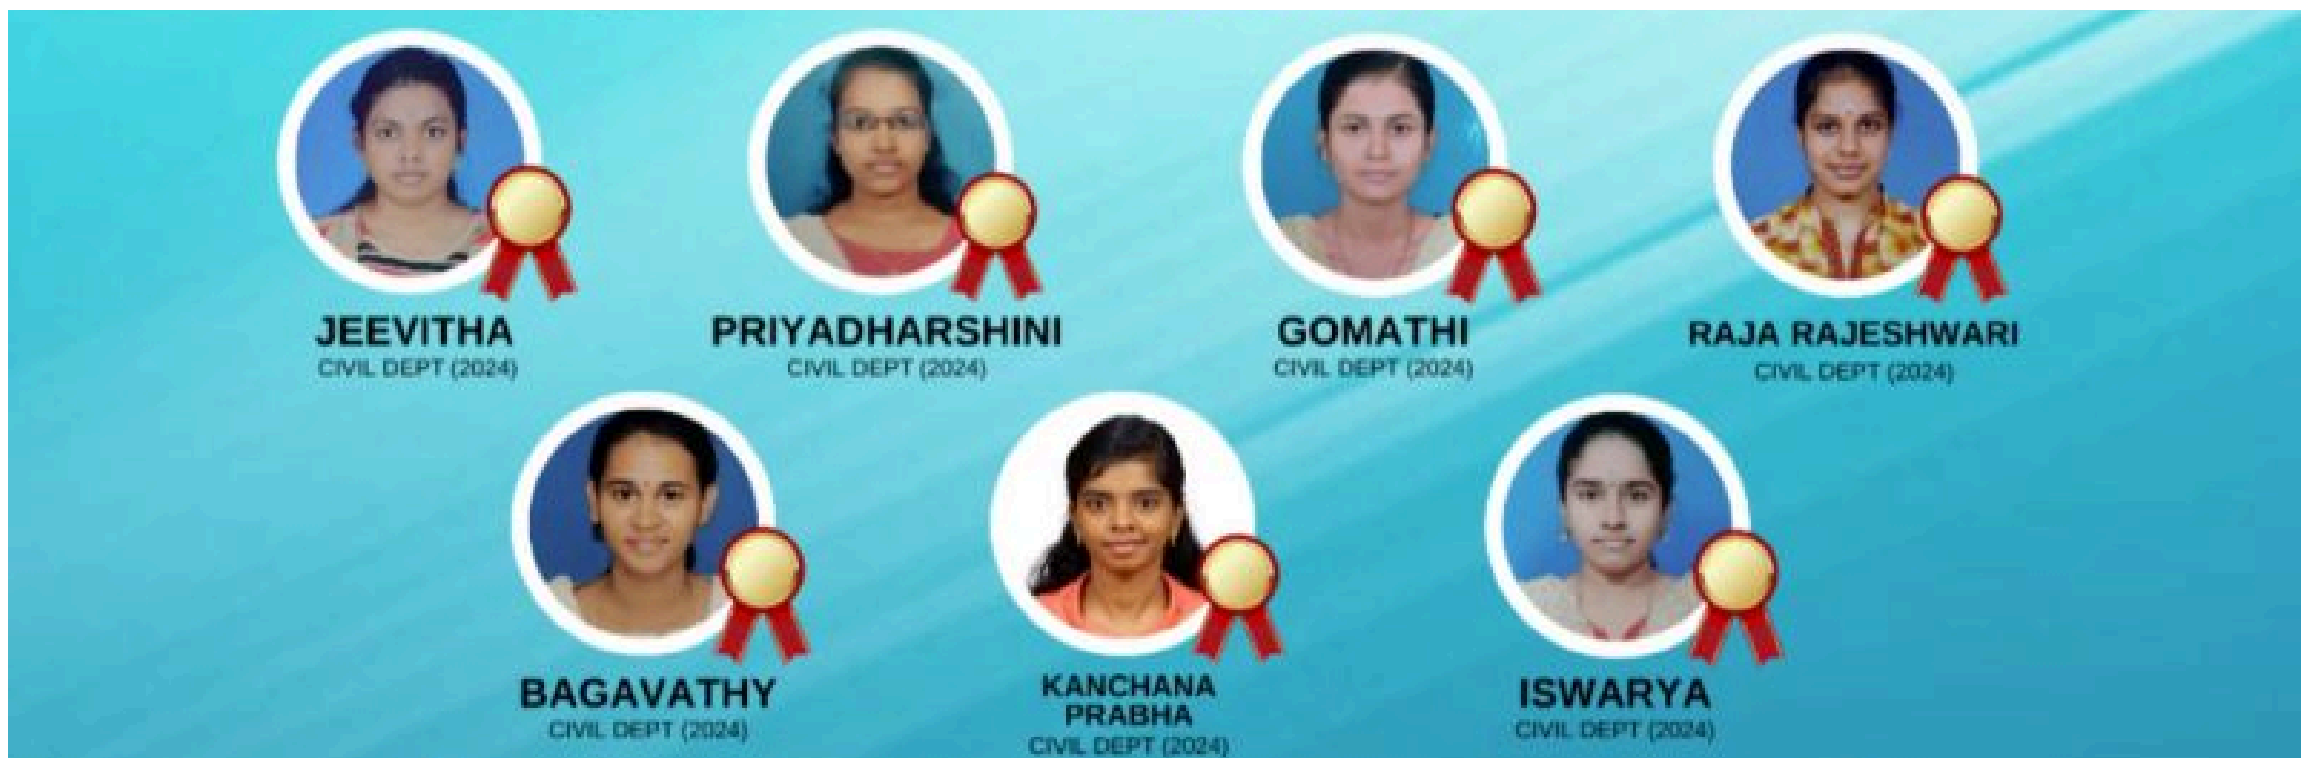 JEEVITHA
CIVIL DEPT (2024)
PRIYADHARSHINI
CIVIL DEPT (2024)
GOMATHI
CIVIL DEPT (2024)
RAJA RAJESHWARI
CIVIL DEPT (2024)
BAGAVATHY
CIVIL DEPT (2024)
KANCHANA
PRABHA
CIVIL DEPT (2024)
ISWARYA
CIVIL DEPT (2024)